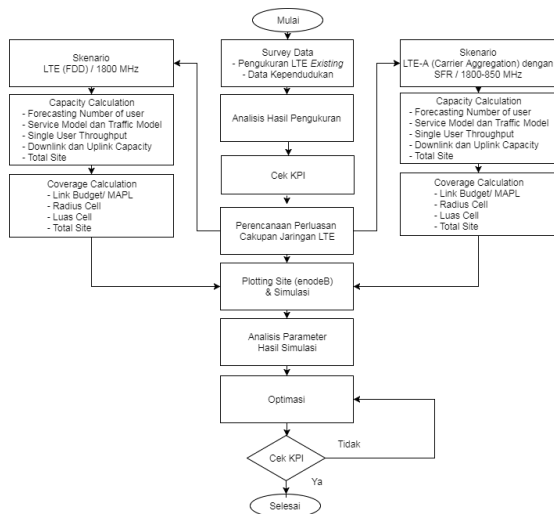 Mulai
Survey Data
- Pengukuran LTE Existing
- Data Kependudukan
Analisis Hasil Pengukuran
Cek KPI
Perencanaan Perluasan
Cakupan Jaringan LTE
Skenario
LTE (FDD) / 1800 MHz
Capacity Calculation
- Forecasting Number of user
- Service Model dan Traffic Model
- Single User Throughput
- Downlink dan Uplink Capacity
- Total Site
Coverage Calculation
- Link Budget/ MAPL
- Radius Cell
- Luas Cell
- Total Site
Skenario
LTE-A (Carrier Aggregation) dengan
SFR / 1800-850 MHz
Capacity Calculation
- Forecasting Number of user
- Service Model dan Traffic Model
- Single User Throughput
- Downlink dan Uplink Capacity
- Total Site
Coverage Calculation
- Link Budget/ MAPL
- Radius Cell
- Luas Cell
- Total Site
Plotting Site (enodeB)
& Simulasi
Analisis Parameter
Hasil Simulasi
Optimasi
Cek KPI
Tidak
Ya
Selesai